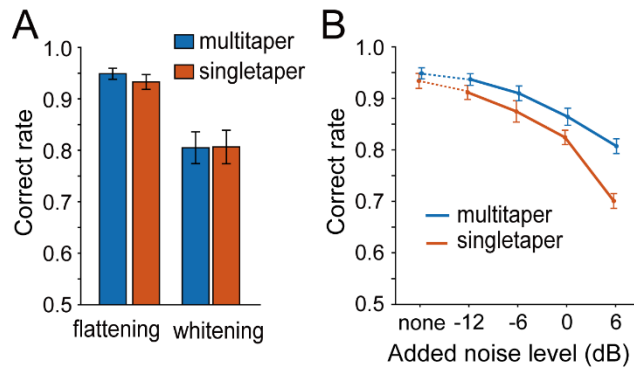 A
Correct rate
1.0
0.9
0.8
0.7
0.6
0.5
multitaper
singletaper
flattening whitening
B
Correct rate
1.0
0.9
0.8
0.7
0.6
0.5
multitaper
singletaper
none -12 -6 0 6
Added noise level (dB)